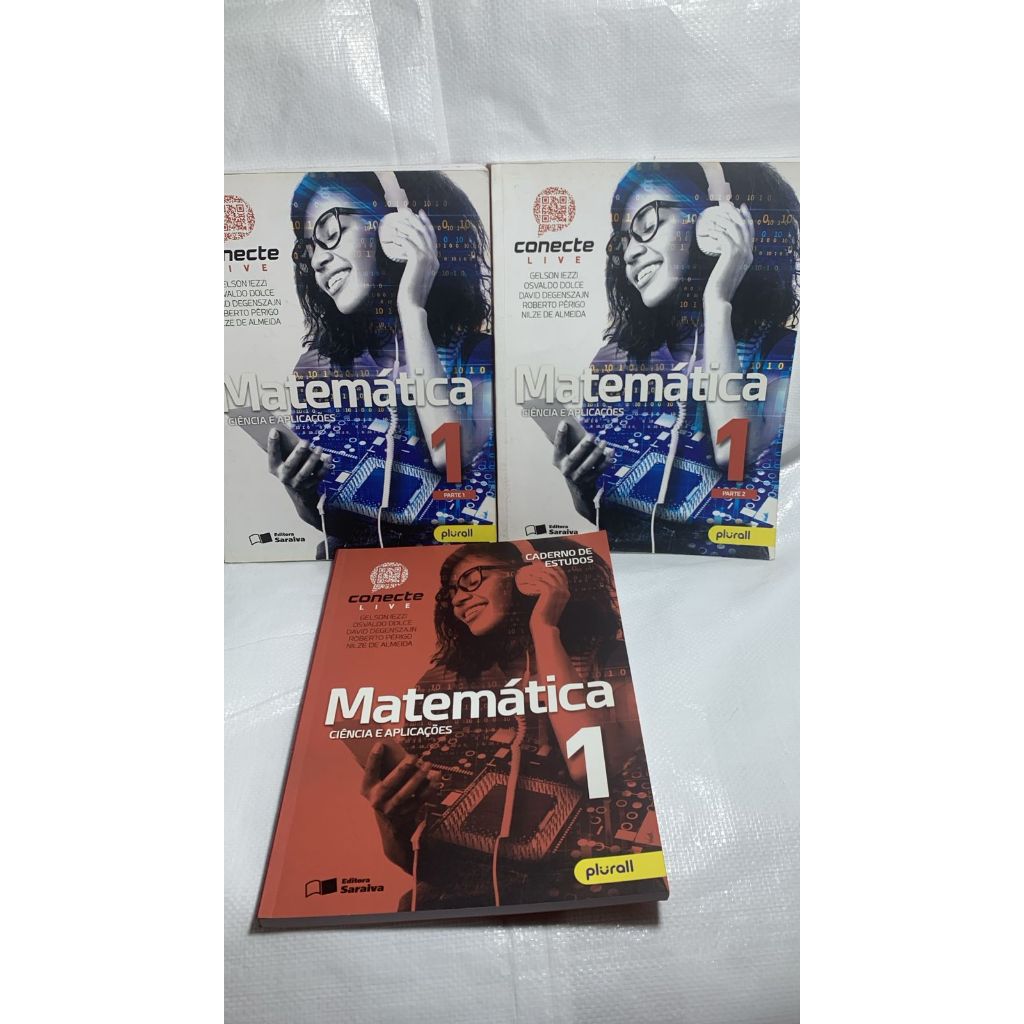 necte
LIVE
ELSON IEZZI
SVALDO DOLCE
D DEGENSZAJN
BERTO PÉRIGO
LZE DE ALMEIDA
Matemática
CIÊNCIA E APLICAÇÕES
1
PARTE 1
Editora
Saraiva
plurall
conecte
LIVE
GELSON IEZZI
OSVALDO DOLCE
DAVID DEGENSZAJN
ROBERTO PÉRIGO
NILZE DE ALMEIDA
Matemática
CIÊNCIA E APLICAÇÕES
1
PARTE 2
Editora
Saraiva
plurall
CADERNO DE
ESTUDOS
conecte
LIVE
GELSON IEZZI
OSVALDO DOLCE
DAVID DEGENSZAJN
ROBERTO PÉRIGO
NILZE DE ALMEIDA
Matemática
CIÊNCIA E APLICAÇÕES
1
Editora
Saraiva
plurall